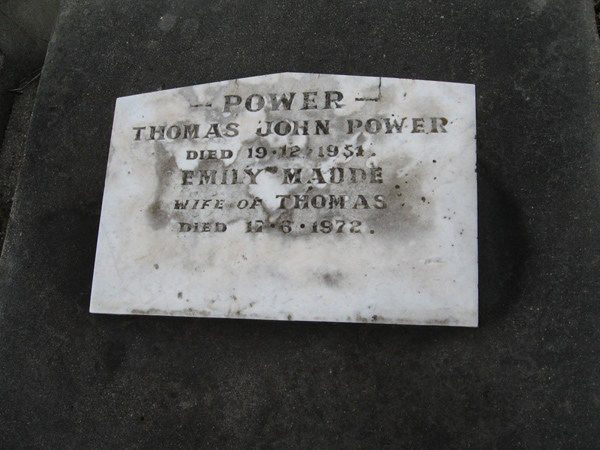 — POWER —
THOMAS JOHN POWER
DIED 19·12·1951.
EMILY MAUDE
WIFE OF THOMAS
DIED 17·6·1972.